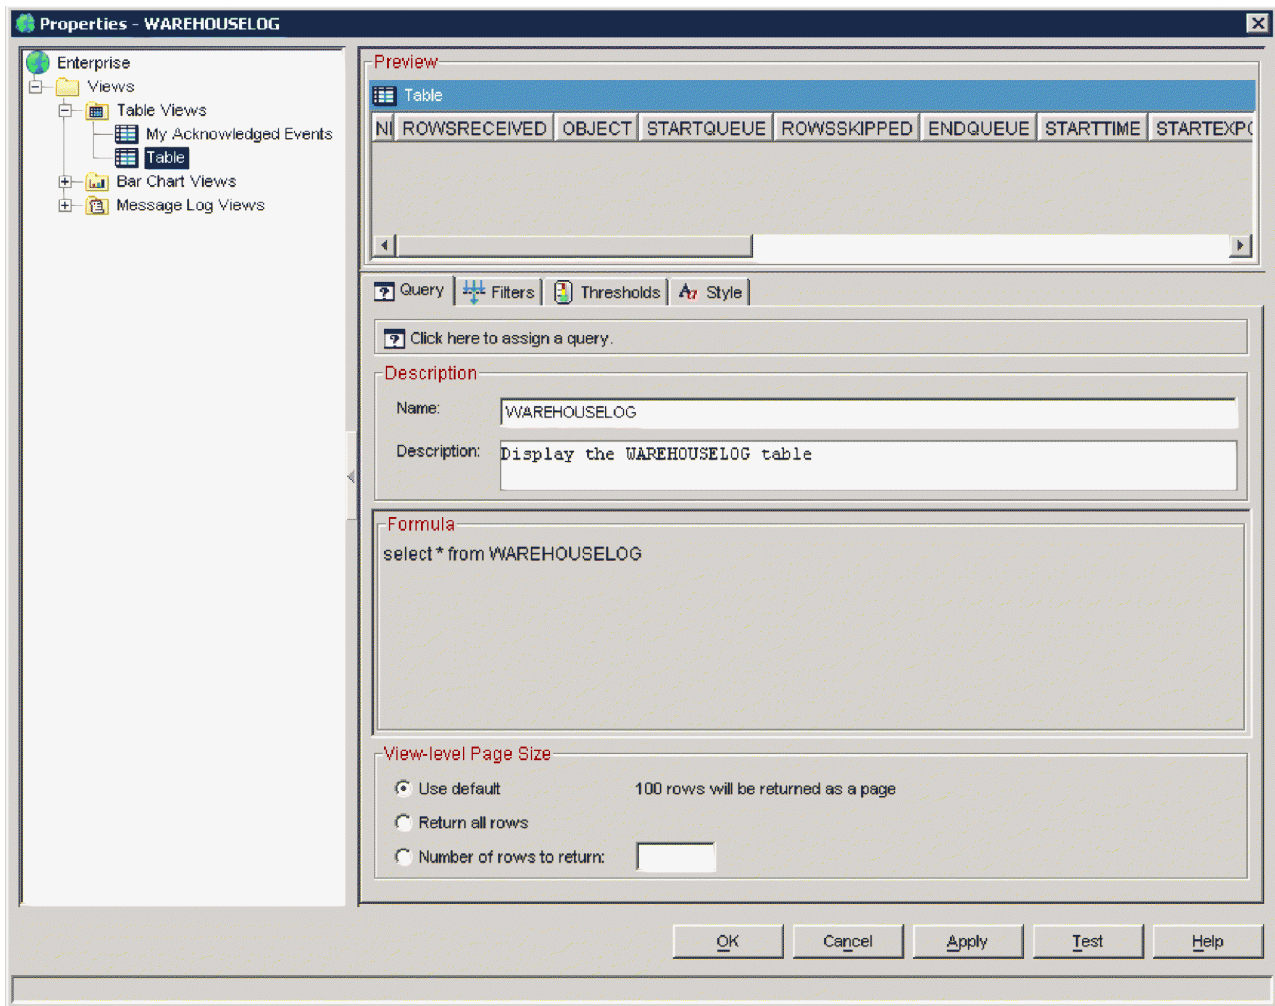 Properties - WAREHOUSELOG
Enterprise
Views
Table Views
My Acknowledged Events
Table
Bar Chart Views
Message Log Views
Preview
Table
NI ROWSRECEIVED OBJECT STARTQUEUE ROWSSKIPPED ENDQUEUE STARTTIME STARTEXPO
Query Filters Thresholds Style
Click here to assign a query.
Description
Name: WAREHOUSELOG
Description: Display the WAREHOUSELOG table
Formula
select * from WAREHOUSELOG
View-level Page Size
Use default 100 rows will be returned as a page
Return all rows
Number of rows to return:
OK Cancel Apply Test Help